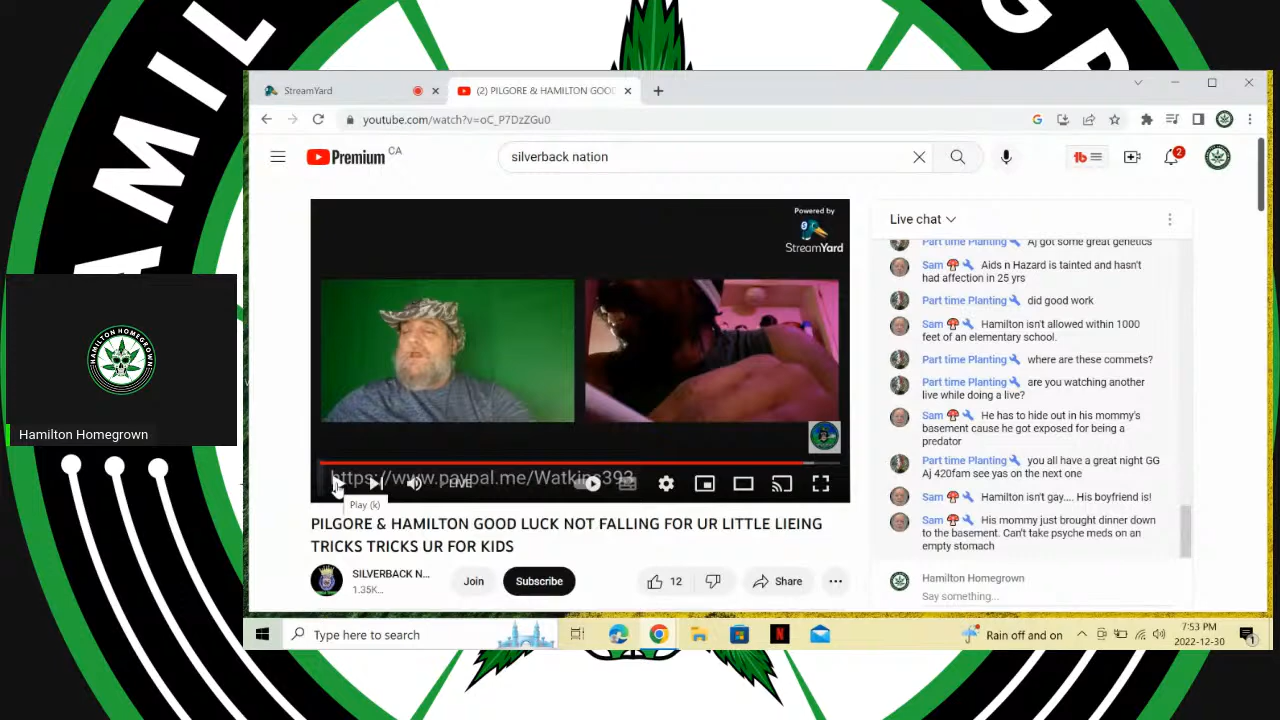 AMIL
GR
HAMILTON HOMEGROWN
Hamilton Homegrown
StreamYard
(2) PILGORE & HAMILTON GOOD
youtube.com/watch?v=oC_P7DzZGu0
Premium CA
silverback nation
2
Powered by
StreamYard
https://www.paypal.me/Watkins393
LIVE
Play (k)
PILGORE & HAMILTON GOOD LUCK NOT FALLING FOR UR LITTLE LIEING
TRICKS TRICKS UR FOR KIDS
SILVERBACK N...
1.35K...
Join
Subscribe
12
Share
Live chat
Part time Planting Aj got some great genetics
Sam Aids n Hazard is tainted and hasn't
had affection in 25 yrs
Part time Planting did good work
Sam Hamilton isn't allowed within 1000
feet of an elementary school.
Part time Planting where are these commets?
Part time Planting are you watching another
live while doing a live?
Sam He has to hide out in his mommy's
basement cause he got exposed for being a
predator
Part time Planting you all have a great night GG
Aj 420fam see yas on the next one
Sam Hamilton isn't gay.... His boyfriend is!
Sam His mommy just brought dinner down
to the basement. Can't take psyche meds on an
empty stomach
Hamilton Homegrown
Say something...
Type here to search
Rain off and on
7:53 PM
2022-12-30
1